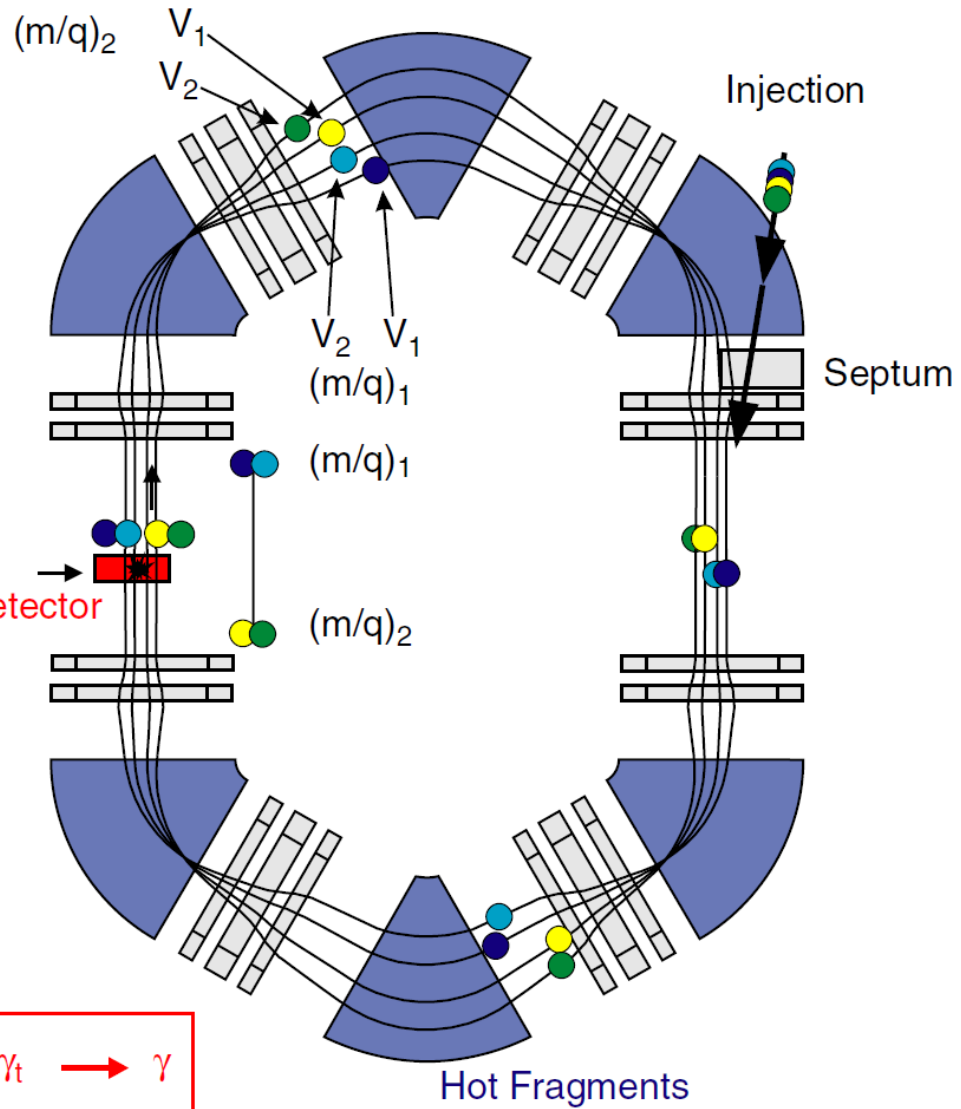 (m/q)₂
V₁
V₂
Injection
V₂ V₁
(m/q)₁
Septum
(m/q)₁
etector
(m/q)₂
γₜ → γ
Hot Fragments